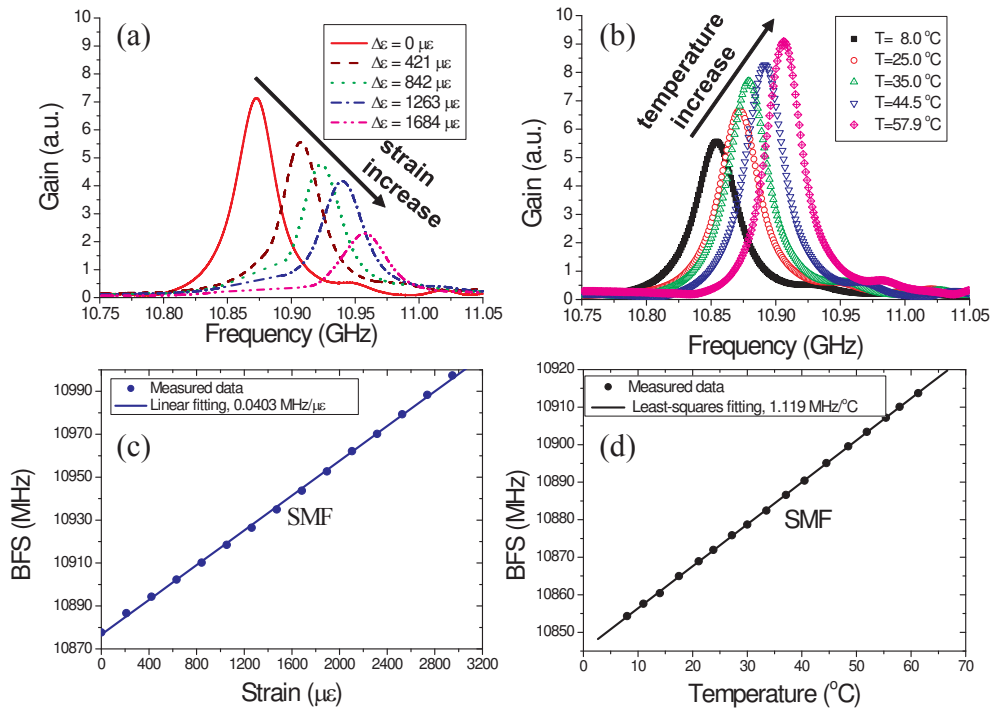 (a)
Δε = 0 με
Δε = 421 με
Δε = 842 με
Δε = 1263 με
Δε = 1684 με
strain
increase
Gain (a.u.)
10
9
8
7
6
5
4
3
2
1
0
10.75 10.80 10.85 10.90 10.95 11.00 11.05
Frequency (GHz)
(b)
temperature
increase
T= 8.0 °C
T=25.0 °C
T=35.0 °C
T=44.5 °C
T=57.9 °C
Gain (a.u.)
10
9
8
7
6
5
4
3
2
1
0
10.75 10.80 10.85 10.90 10.95 11.00 11.05
Frequency (GHz)
Measured data
Linear fitting, 0.0403 MHz/με
(c)
SMF
BFS (MHz)
10990
10970
10950
10930
10910
10890
10870
0 400 800 1200 1600 2000 2400 2800 3200
Strain (με)
Measured data
Least-squares fitting, 1.119 MHz/°C
(d)
SMF
BFS (MHz)
10920
10910
10900
10890
10880
10870
10860
10850
0 10 20 30 40 50 60 70
Temperature (°C)